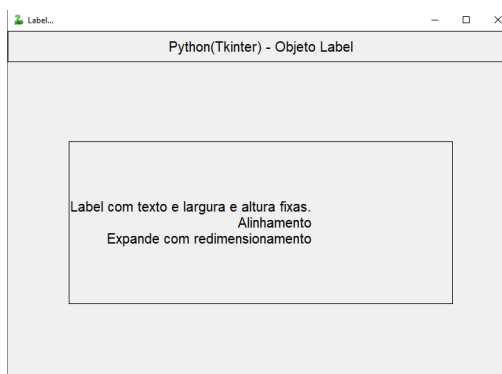 Label...
Python(Tkinter) - Objeto Label
Label com texto e largura e altura fixas.
Alinhamento
Expande com redimensionamento